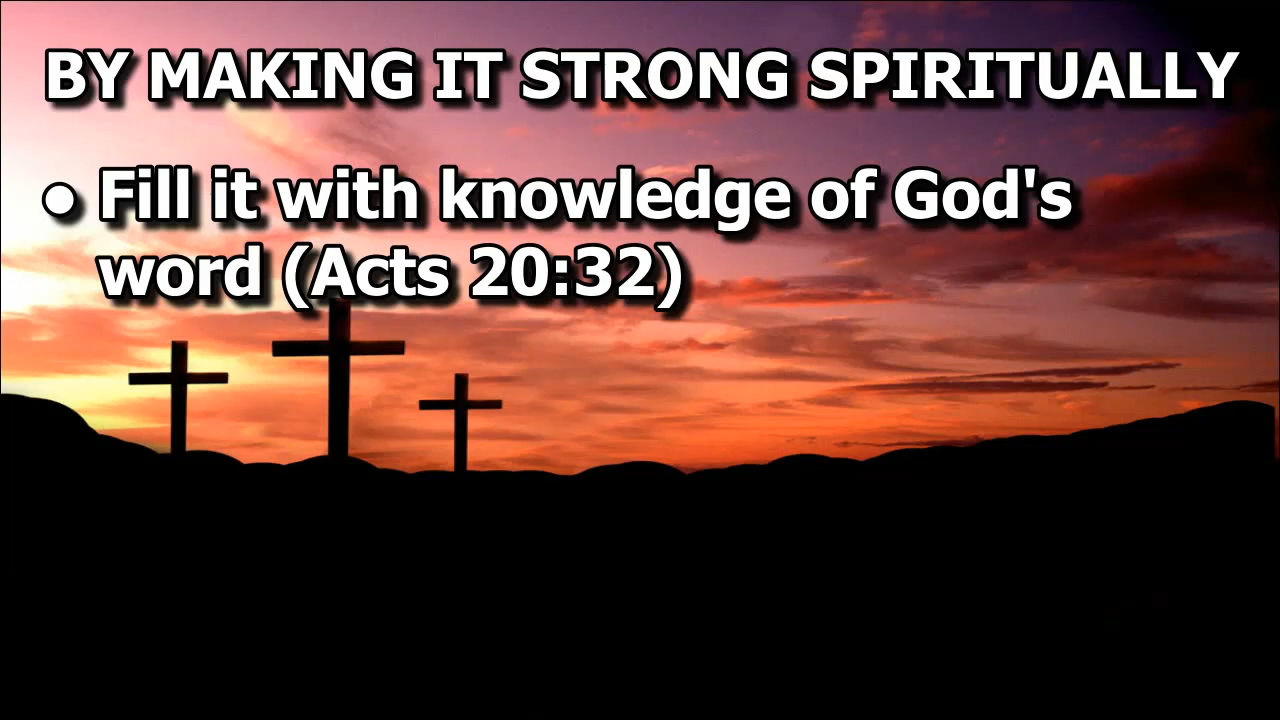 BY MAKING IT STRONG SPIRITUALLY
● Fill it with knowledge of God's
word (Acts 20:32)